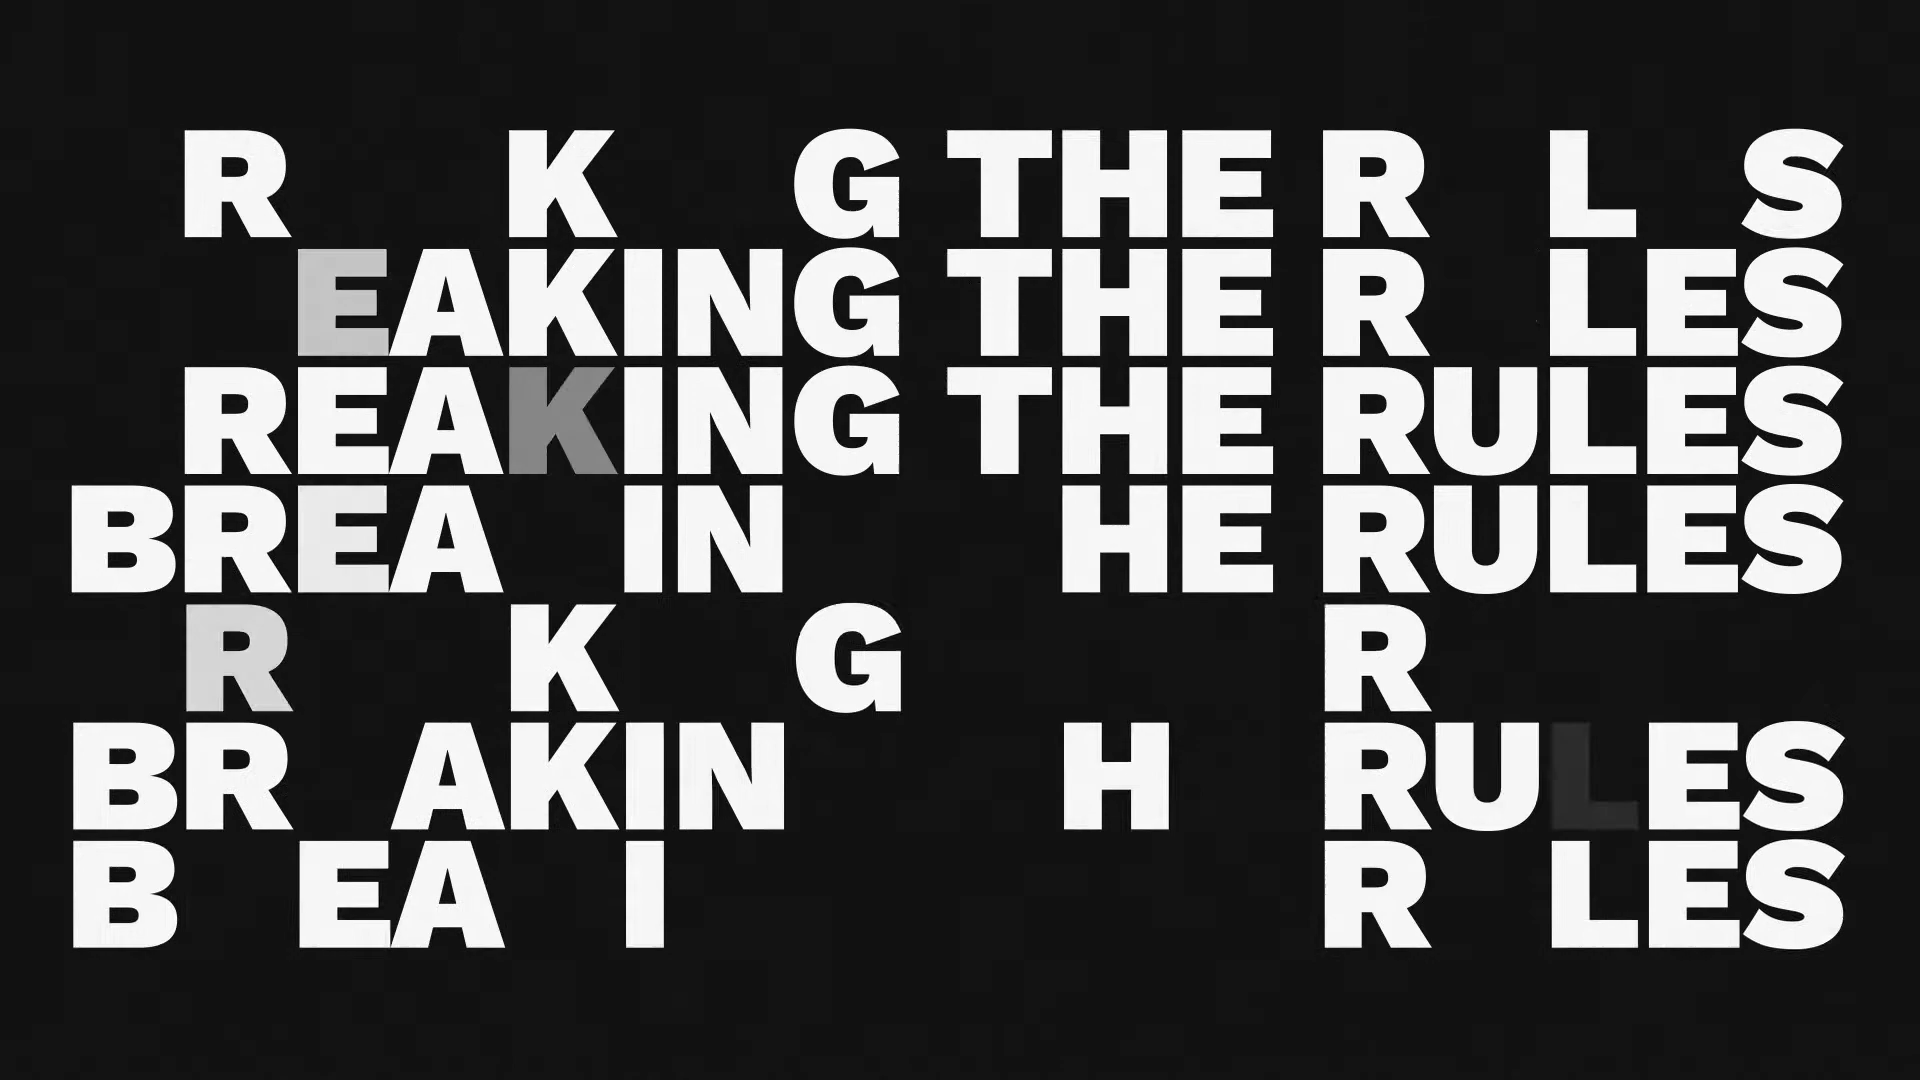 R K G THE R L S
EAKING THE R LES
REAKING THE RULES
BREA IN HE RULES
R K G R
BR AKIN H RULES
B EA I R LES